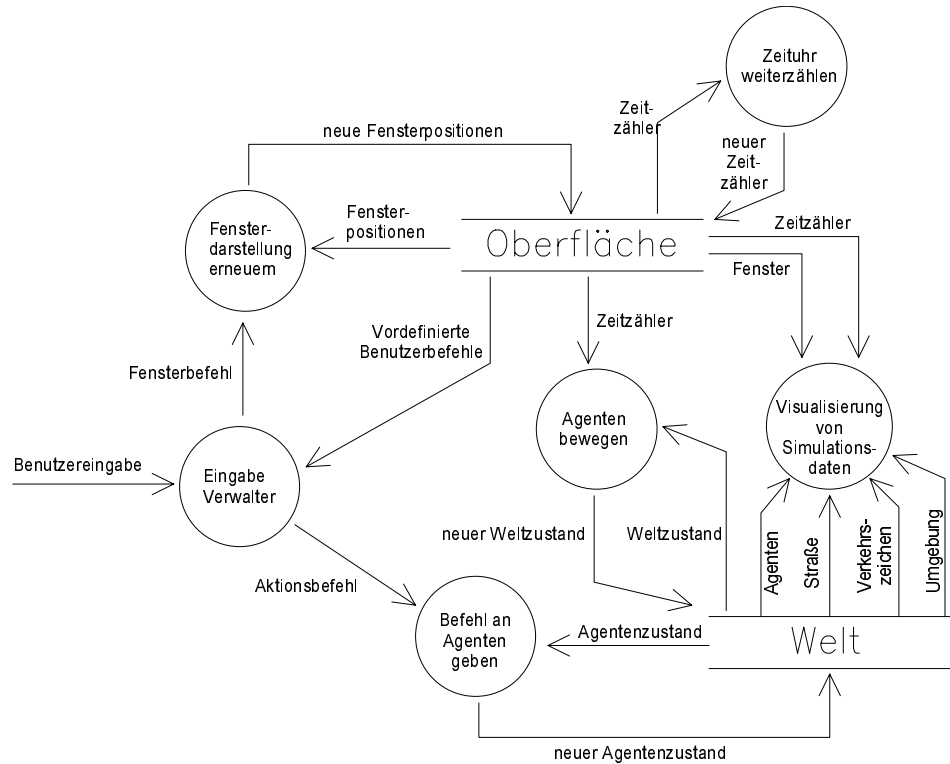 Zeituhr
weiterzählen
Zeit-
zähler
neue Fensterpositionen
neuer
Zeit-
zähler
Fenster-
positionen
Fenster-
darstellung
erneuern
Oberfläche
Zeitzähler
Fenster
Vordefinierte
Benutzerbefehle
Zeitzähler
Fensterbefehl
Agenten
bewegen
Visualisierung
von
Simulations-
daten
Benutzereingabe
Eingabe
Verwalter
neuer Weltzustand
Weltzustand
Agenten
Straße
Verkehrs-
zeichen
Umgebung
Aktionsbefehl
Befehl an
Agenten
geben
Agentenzustand
Welt
neuer Agentenzustand